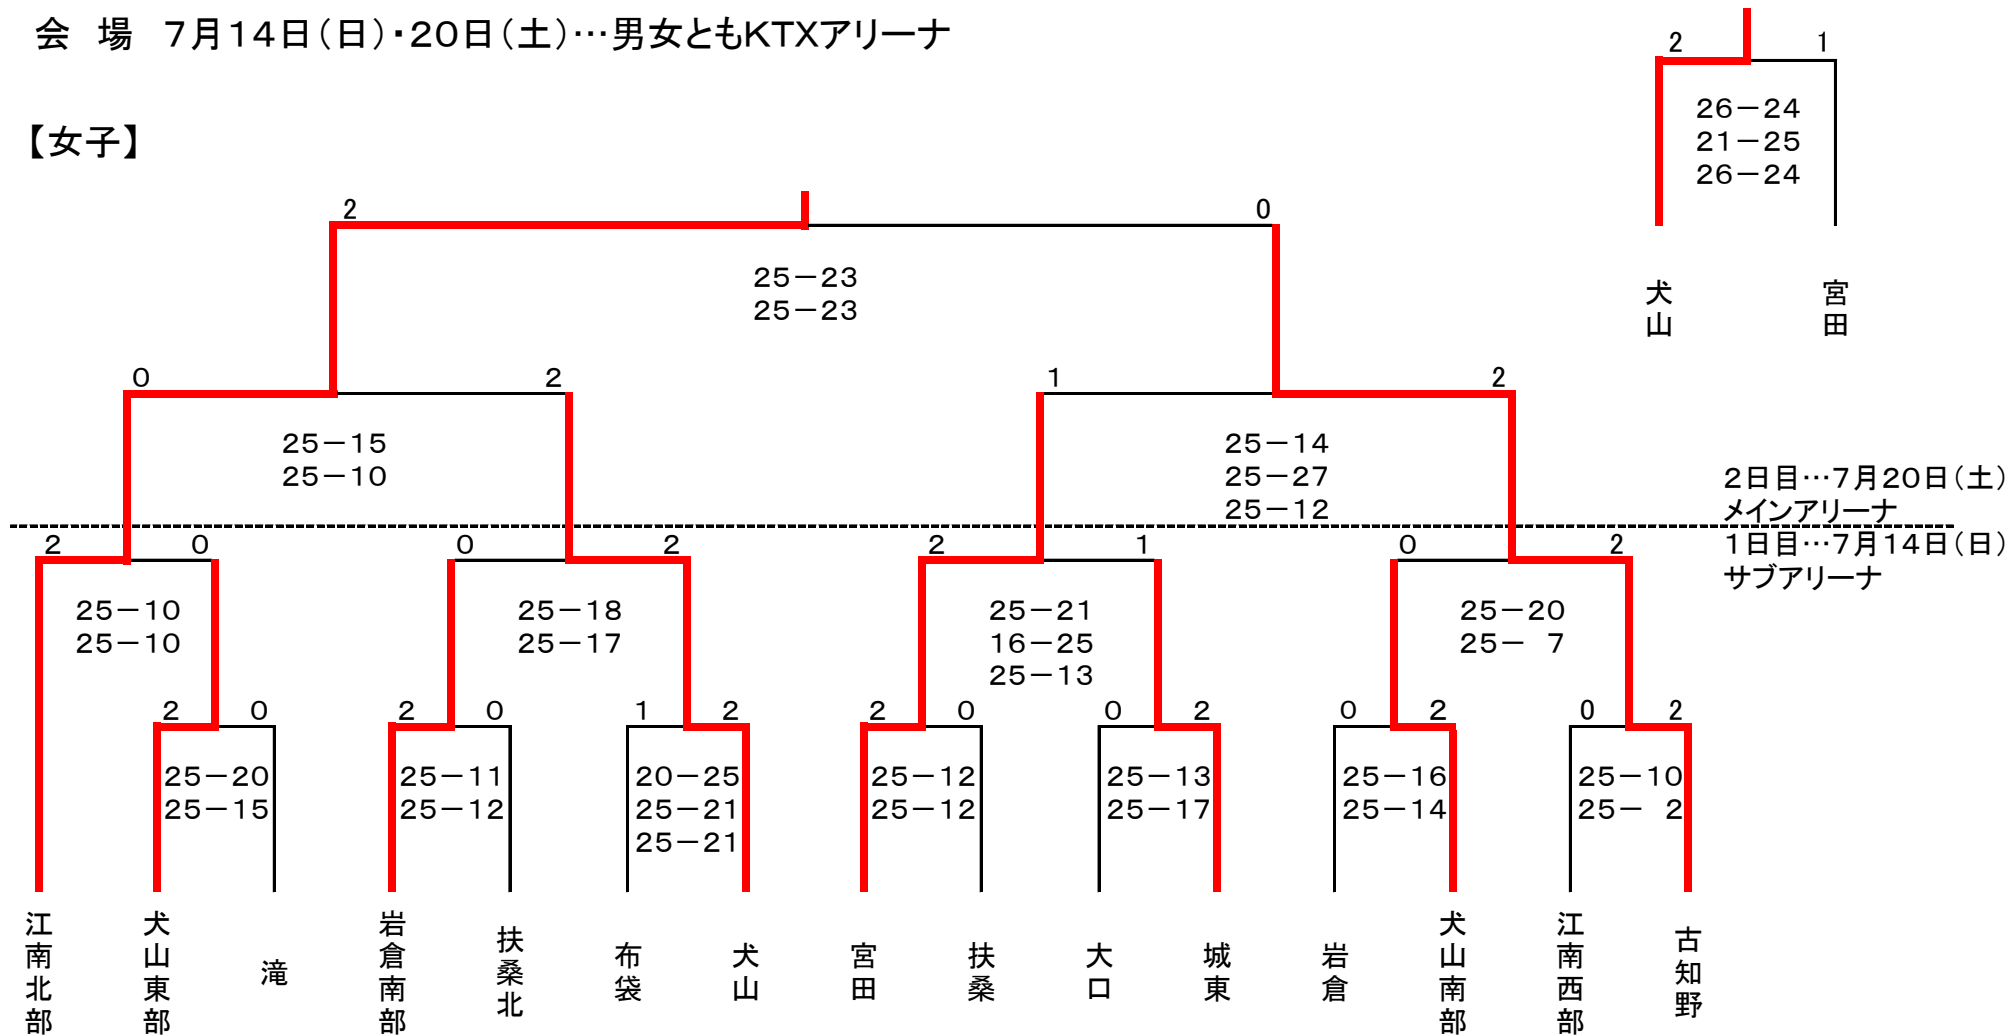 会　場　７月１４日（日）・２０日（土）…男女ともKTXアリーナ
2 1
26－24
21－25
26－24
犬山
宮田
【女子】
2 0
25－23
25－23
0 2 1 2
25－15
25－10
25－14
25－27
25－12
2日目…7月20日（土）
メインアリーナ
1日目…7月14日（日）
サブアリーナ
2 0 0 2 2 1 0 2
25－10
25－10
25－18
25－17
25－21
16－25
25－13
25－20
25－ 7
2 0 2 0 1 2 2 0 0 2 0 2 0 2
25－20
25－15
25－11
25－12
20－25
25－21
25－21
25－12
25－12
25－13
25－17
25－16
25－14
25－10
25－ 2
江南北部
犬山東部
滝
岩倉南部
扶桑北
布袋
犬山
宮田
扶桑
大口
城東
岩倉
犬山南部
江南西部
古知野